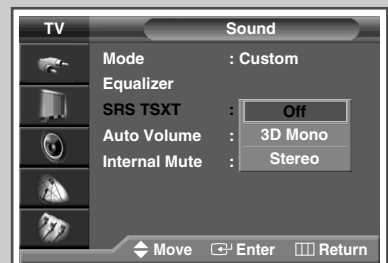 TV Sound
Mode : Custom
Equalizer
SRS TSXT : Off
Auto Volume : 3D Mono
Internal Mute : Stereo
Move Enter Return